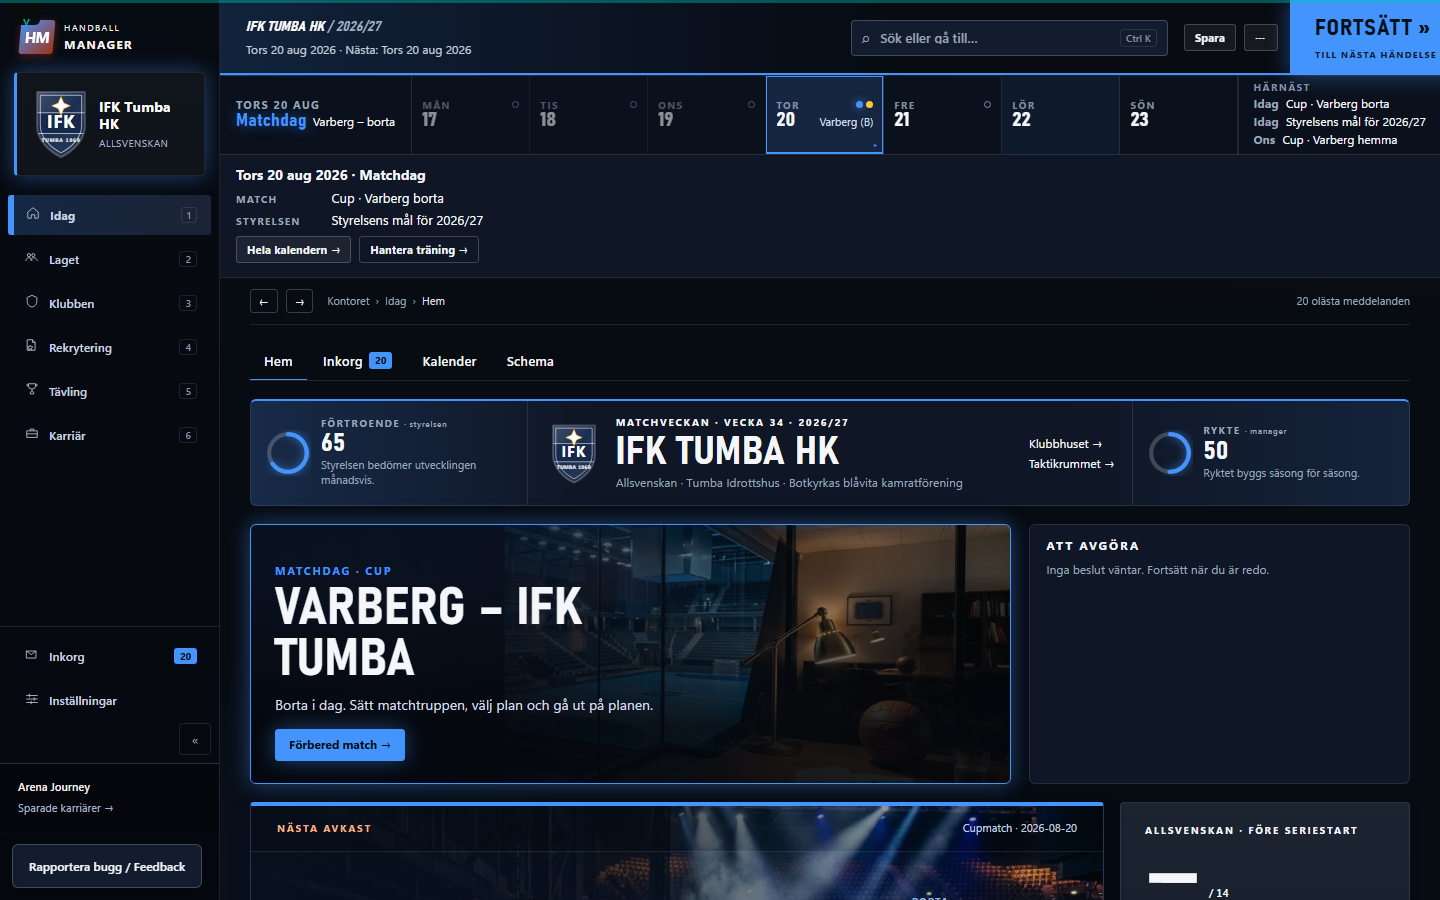 HM
HANDBALL
MANAGER
IFK
TUMBA 1969
IFK Tumba
HK
ALLSVENSKAN
Idag 1
Laget 2
Klubben 3
Rekrytering 4
Tävling 5
Karriär 6
Inkorg 20
Inställningar
«
Arena Journey
Sparade karriärer →
Rapportera bugg / Feedback
IFK TUMBA HK / 2026/27
Tors 20 aug 2026 · Nästa: Tors 20 aug 2026
Sök eller gå till... Ctrl K
Spara
---
FORTSÄTT »
TILL NÄSTA HÄNDELSE
TORS 20 AUG
Matchdag Varberg – borta
MÅN
17
TIS
18
ONS
19
TOR
20 Varberg (B)
FRE
21
LÖR
22
SÖN
23
HÄRNÄST
Idag Cup · Varberg borta
Idag Styrelsens mål för 2026/27
Ons Cup · Varberg hemma
Tors 20 aug 2026 · Matchdag
MATCH Cup · Varberg borta
STYRELSEN Styrelsens mål för 2026/27
Hela kalendern →
Hantera träning →
← → Kontoret › Idag › Hem
20 olästa meddelanden
Hem
Inkorg 20
Kalender
Schema
FÖRTROENDE · styrelsen
65
Styrelsen bedömer utvecklingen
månadsvis.
IFK
TUMBA 1969
MATCHVECKAN · VECKA 34 · 2026/27
IFK TUMBA HK
Allsvenskan · Tumba Idrottshus · Botkyrkas blåvita kamratförening
Klubbhuset →
Taktikrummet →
RYKTE · manager
50
Ryktet byggs säsong för säsong.
MATCHDAG · CUP
VARBERG – IFK
TUMBA
Borta i dag. Sätt matchtruppen, välj plan och gå ut på planen.
Förbered match →
ATT AVGÖRA
Inga beslut väntar. Fortsätt när du är redo.
NÄSTA AVKAST
Cupmatch · 2026-08-20
BORTA
ALLSVENSKAN · FÖRE SERIESTART
/ 14